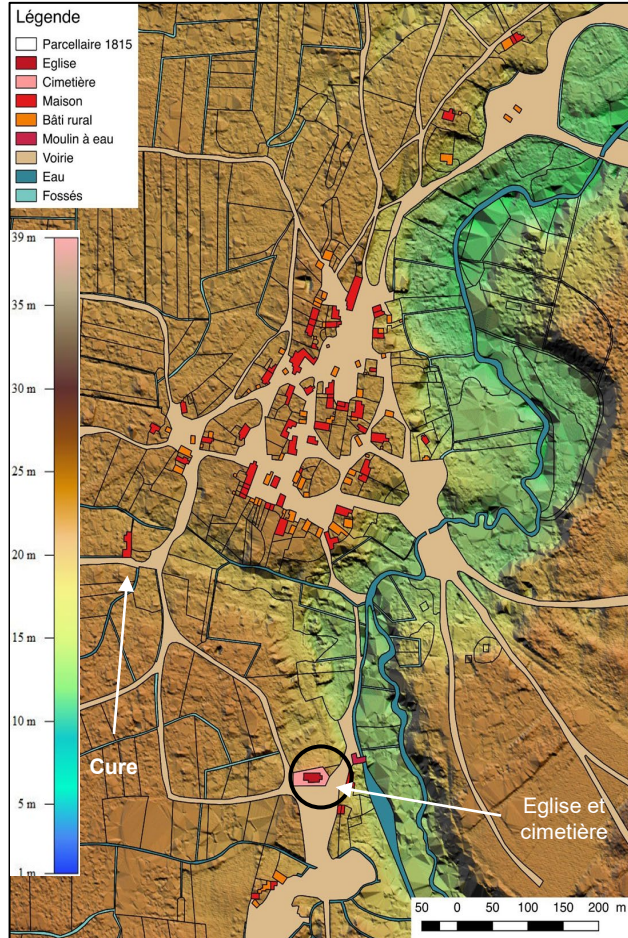 Légende
Parcellaire 1815
Eglise
Cimetière
Maison
Bâti rural
Moulin à eau
Voirie
Eau
Fossés
39 m
35 m
30 m
25 m
20 m
15 m
10 m
5 m
1 m
Cure
Eglise et
cimetière
50 0 50 100 150 200 m